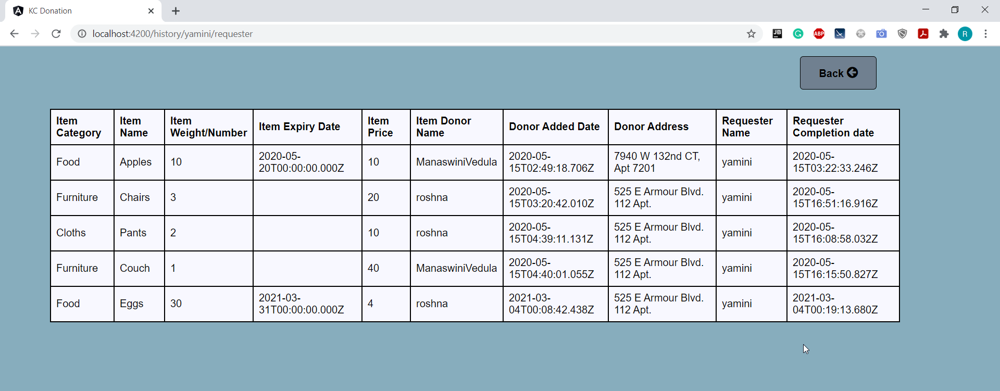 KC Donation
localhost:4200/history/yamini/requester
JB
G
ABP
R
Back
Item Category Item Name Item Weight/Number Item Expiry Date Item Price Item Donor Name Donor Added Date Donor Address Requester Name Requester Completion date
Food Apples 10 2020-05-20T00:00:00.000Z 10 ManaswiniVedula 2020-05-15T02:49:18.706Z 7940 W 132nd CT, Apt 7201 yamini 2020-05-15T03:22:33.246Z
Furniture Chairs 3 20 roshna 2020-05-15T03:20:42.010Z 525 E Armour Blvd. 112 Apt. yamini 2020-05-15T16:51:16.916Z
Cloths Pants 2 10 roshna 2020-05-15T04:39:11.131Z 525 E Armour Blvd. 112 Apt. yamini 2020-05-15T16:08:58.032Z
Furniture Couch 1 40 ManaswiniVedula 2020-05-15T04:40:01.055Z 525 E Armour Blvd. 112 Apt. yamini 2020-05-15T16:15:50.827Z
Food Eggs 30 2021-03-31T00:00:00.000Z 4 roshna 2021-03-04T00:08:42.438Z 525 E Armour Blvd. 112 Apt. yamini 2021-03-04T00:19:13.680Z